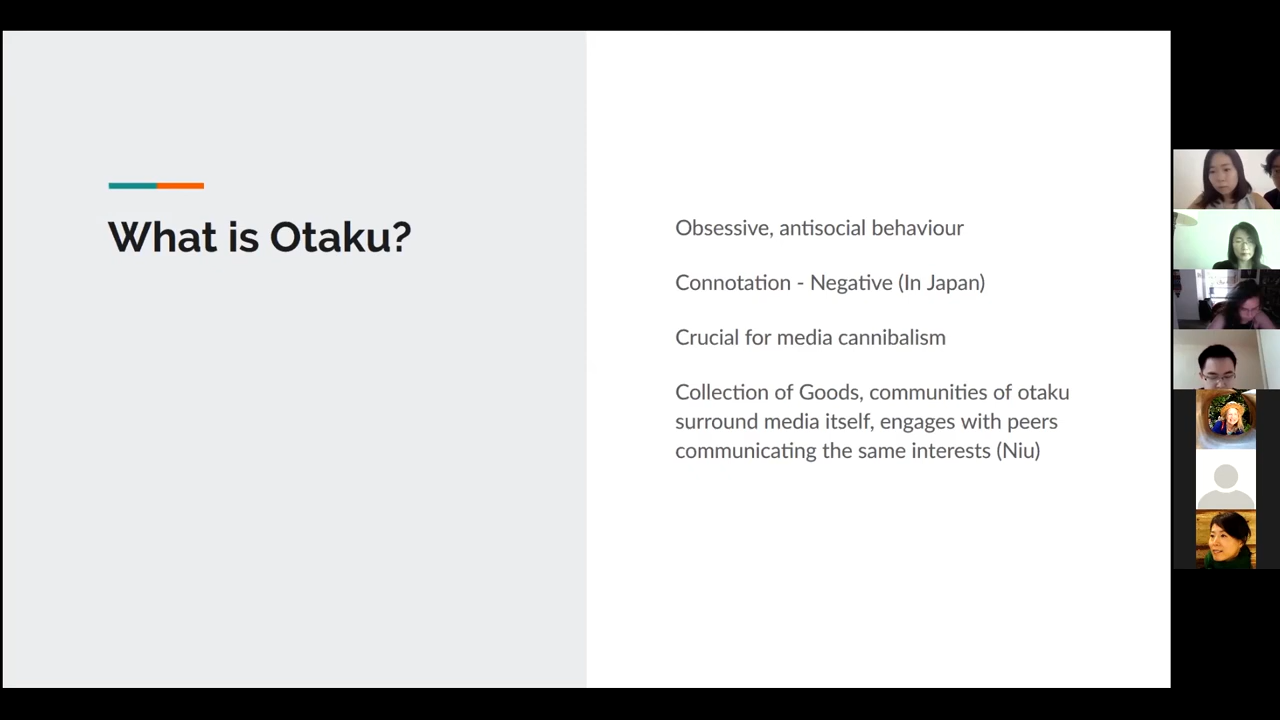 What is Otaku?
Obsessive, antisocial behaviour
Connotation - Negative (In Japan)
Crucial for media cannibalism
Collection of Goods, communities of otaku
surround media itself, engages with peers
communicating the same interests (Niu)